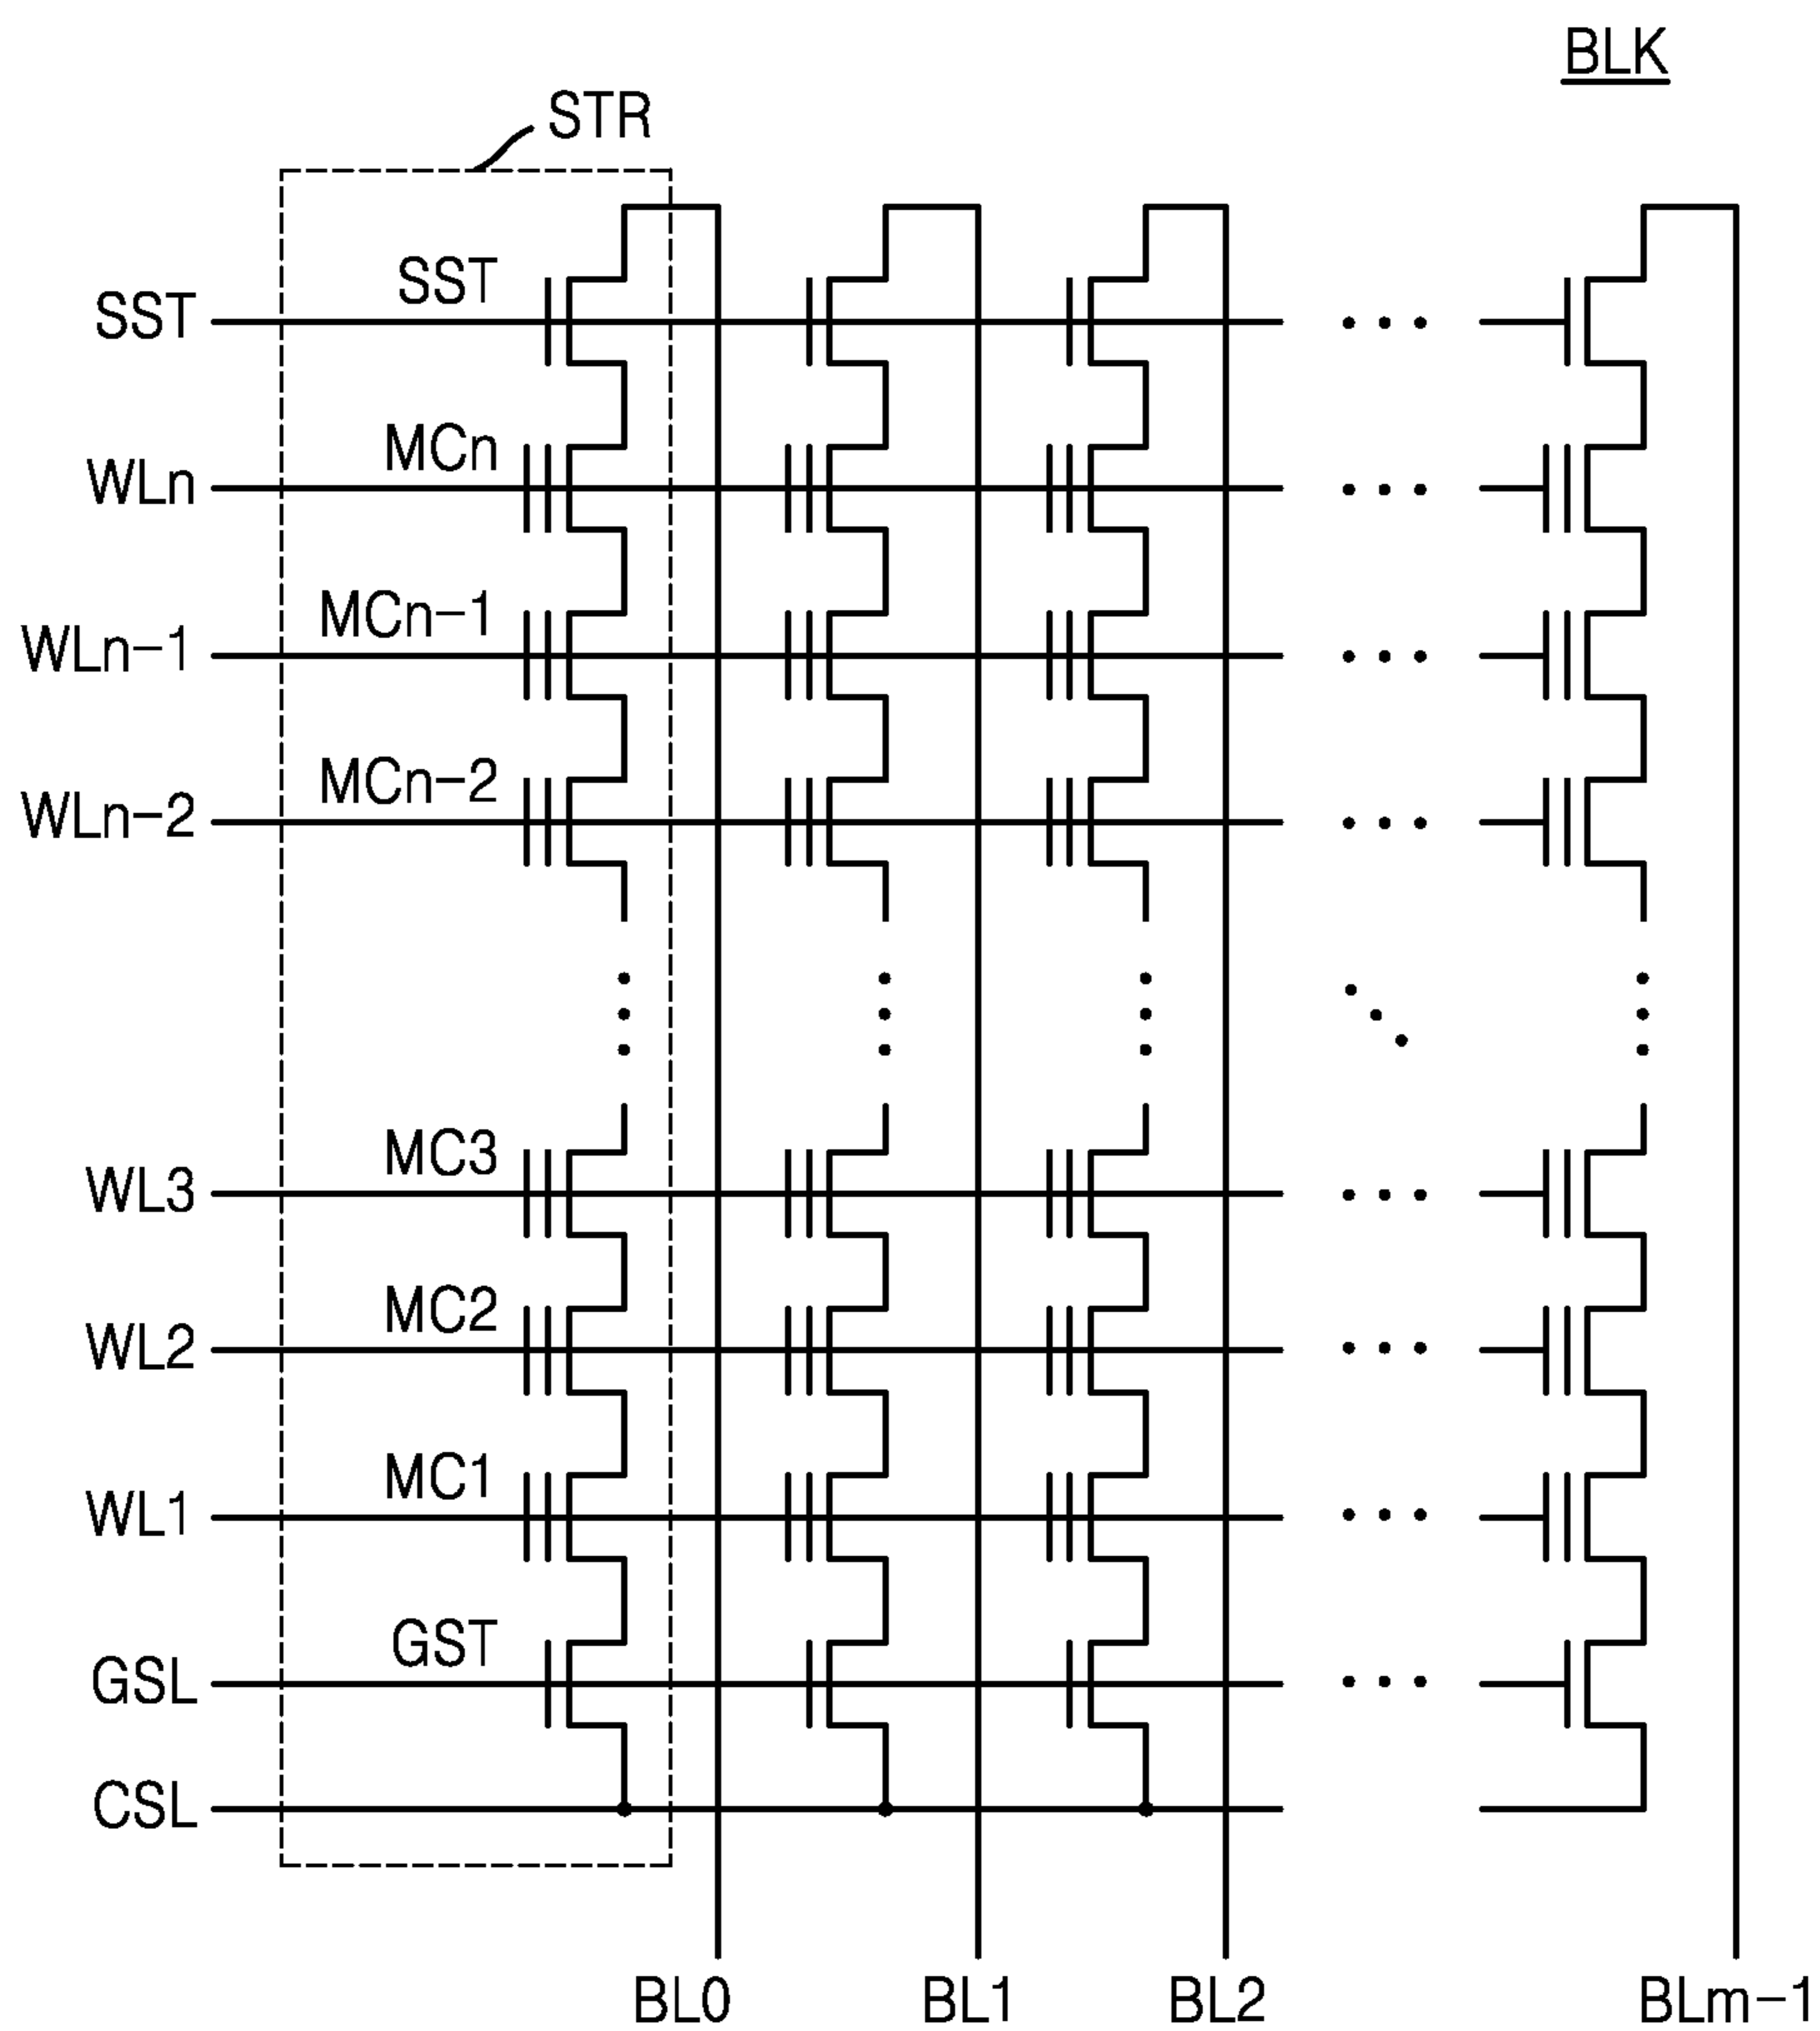 BLK
STR
SST
SST
MCn
WLn
MCn-1
WLn-1
MCn-2
WLn-2
MC3
WL3
MC2
WL2
MC1
WL1
GST
GSL
CSL
BL0 BL1 BL2 BLm-1